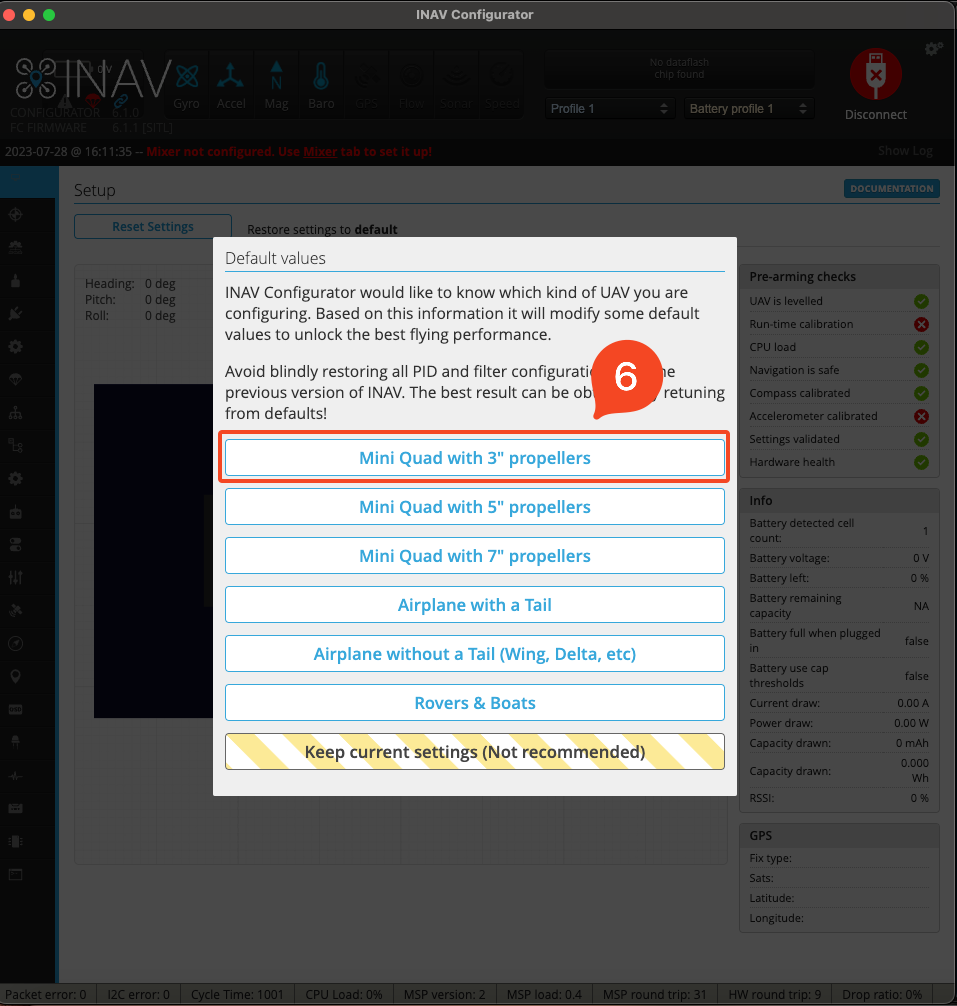 INAV Configurator
INAV
0 V
CONFIGURATOR 6.1.0
FC FIRMWARE 6.1.1 [SITL]
Gyro
Accel
Mag
Baro
GPS
Flow
Sonar
Speed
No dataflash
chip found
Profile 1
Battery profile 1
Disconnect
2023-07-28 @ 16:11:35 -- Mixer not configured. Use Mixer tab to set it up!
Show Log
Setup
DOCUMENTATION
Reset Settings
Restore settings to default
Heading: 0 deg
Pitch: 0 deg
Roll: 0 deg
Default values
INAV Configurator would like to know which kind of UAV you are
configuring. Based on this information it will modify some default
values to unlock the best flying performance.
Avoid blindly restoring all PID and filter
previous version of INAV. The best result can be retuning
from defaults!
6
Mini Quad with 3" propellers
Mini Quad with 5" propellers
Mini Quad with 7" propellers
Airplane with a Tail
Airplane without a Tail (Wing, Delta, etc)
Rovers & Boats
Keep current settings (Not recommended)
Pre-arming checks
UAV is levelled
Run-time calibration
CPU load
Navigation is safe
Compass calibrated
Accelerometer calibrated
Settings validated
Hardware health
Info
Battery detected cell
count: 1
Battery voltage: 0 V
Battery left: 0 %
Battery remaining
capacity NA
Battery full when plugged
in false
Battery use cap
thresholds false
Current draw: 0.00 A
Power draw: 0.00 W
Capacity drawn: 0 mAh
Capacity drawn: 0.000
Wh
RSSI: 0 %
GPS
Fix type:
Sats:
Latitude:
Longitude:
Packet error: 0
I2C error: 0
Cycle Time: 1001
CPU Load: 0%
MSP version: 2
MSP load: 0.4
MSP round trip: 31
HW round trip: 9
Drop ratio: 0%